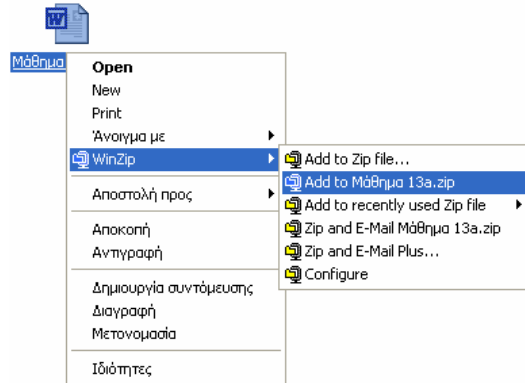 Μάθημα
Open
New
Print
Άνοιγμα με
WinZip
Αποστολή προς
Αποκοπή
Αντιγραφή
Δημιουργία συντόμευσης
Διαγραφή
Μετονομασία
Ιδιότητες
Add to Zip file...
Add to Μάθημα 13a.zip
Add to recently used Zip file
Zip and E-Mail Μάθημα 13a.zip
Zip and E-Mail Plus...
Configure